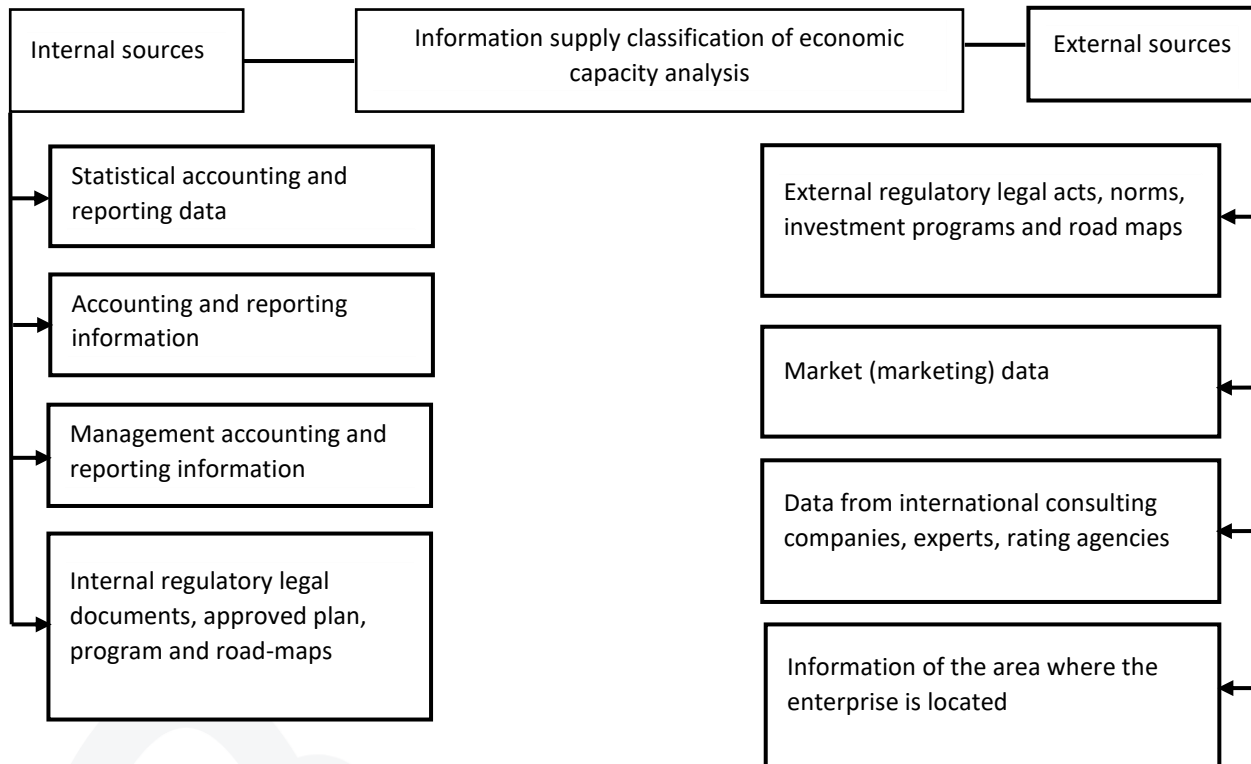 Internal sources
Information supply classification of economic
capacity analysis
External sources
Statistical accounting and
reporting data
Accounting and reporting
information
Management accounting and
reporting information
Internal regulatory legal
documents, approved plan,
program and road-maps
External regulatory legal acts, norms,
investment programs and road maps
Market (marketing) data
Data from international consulting
companies, experts, rating agencies
Information of the area where the
enterprise is located